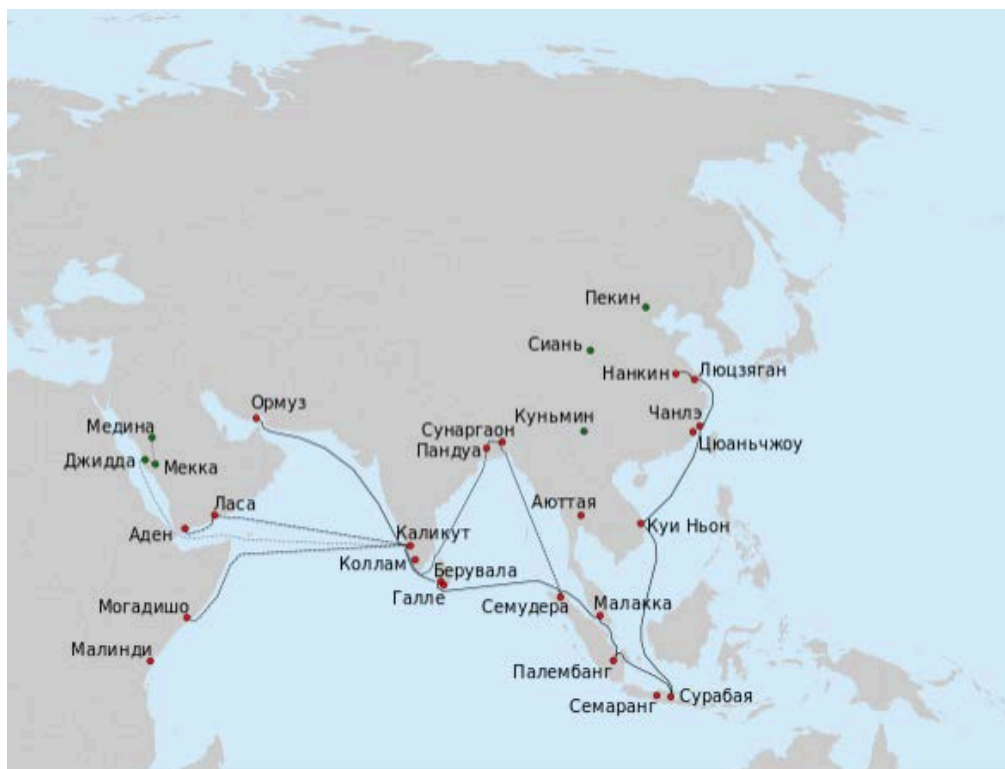 Пекин
Сиань
Нанкин
Люцзяган
Ормуз
Чанлэ
Куньмин
Медина
Сунаргаон
Пандуа
Цюаньчжоу
Джидда
Мекка
Ласа
Аюттая
Аден
Каликут
Куи Ньон
Коллам
Берувала
Галле
Семудера
Малакка
Могадишо
Малинди
Палембанг
Семаранг
Сурабая